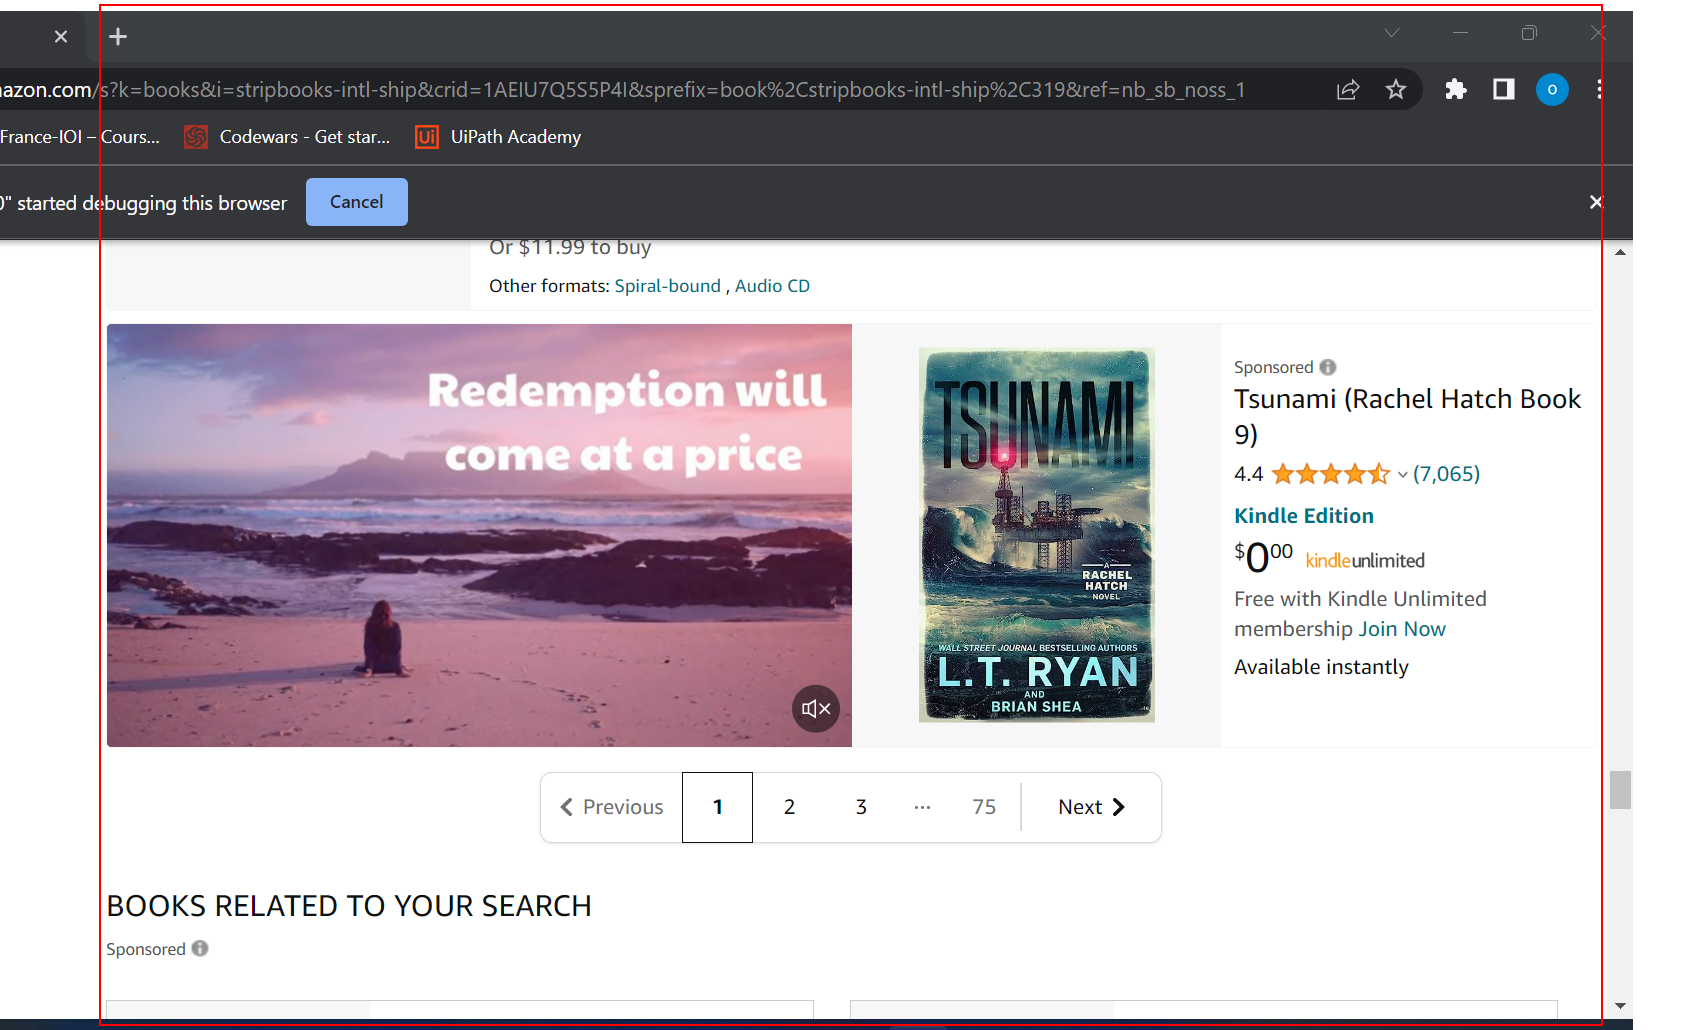 azon.com/s?k=books&i=stripbooks-intl-ship&crid=1AEIU7Q5S5P4I&sprefix=book%2Cstripbooks-intl-ship%2C319&ref=nb_sb_noss_1
O
France-IOI – Cours... Codewars - Get star... Ui UiPath Academy
0" started debugging this browser Cancel
Or $11.99 to buy
Other formats: Spiral-bound , Audio CD
Redemption will
come at a price
TSUNAMI
A
RACHEL
HATCH
NOVEL
WALL STREET JOURNAL BESTSELLING AUTHORS
L.T. RYAN
AND
BRIAN SHEA
Sponsored
Tsunami (Rachel Hatch Book
9)
4.4 (7,065)
Kindle Edition
$000 kindleunlimited
Free with Kindle Unlimited
membership Join Now
Available instantly
Previous 1 2 3 ... 75 Next
BOOKS RELATED TO YOUR SEARCH
Sponsored